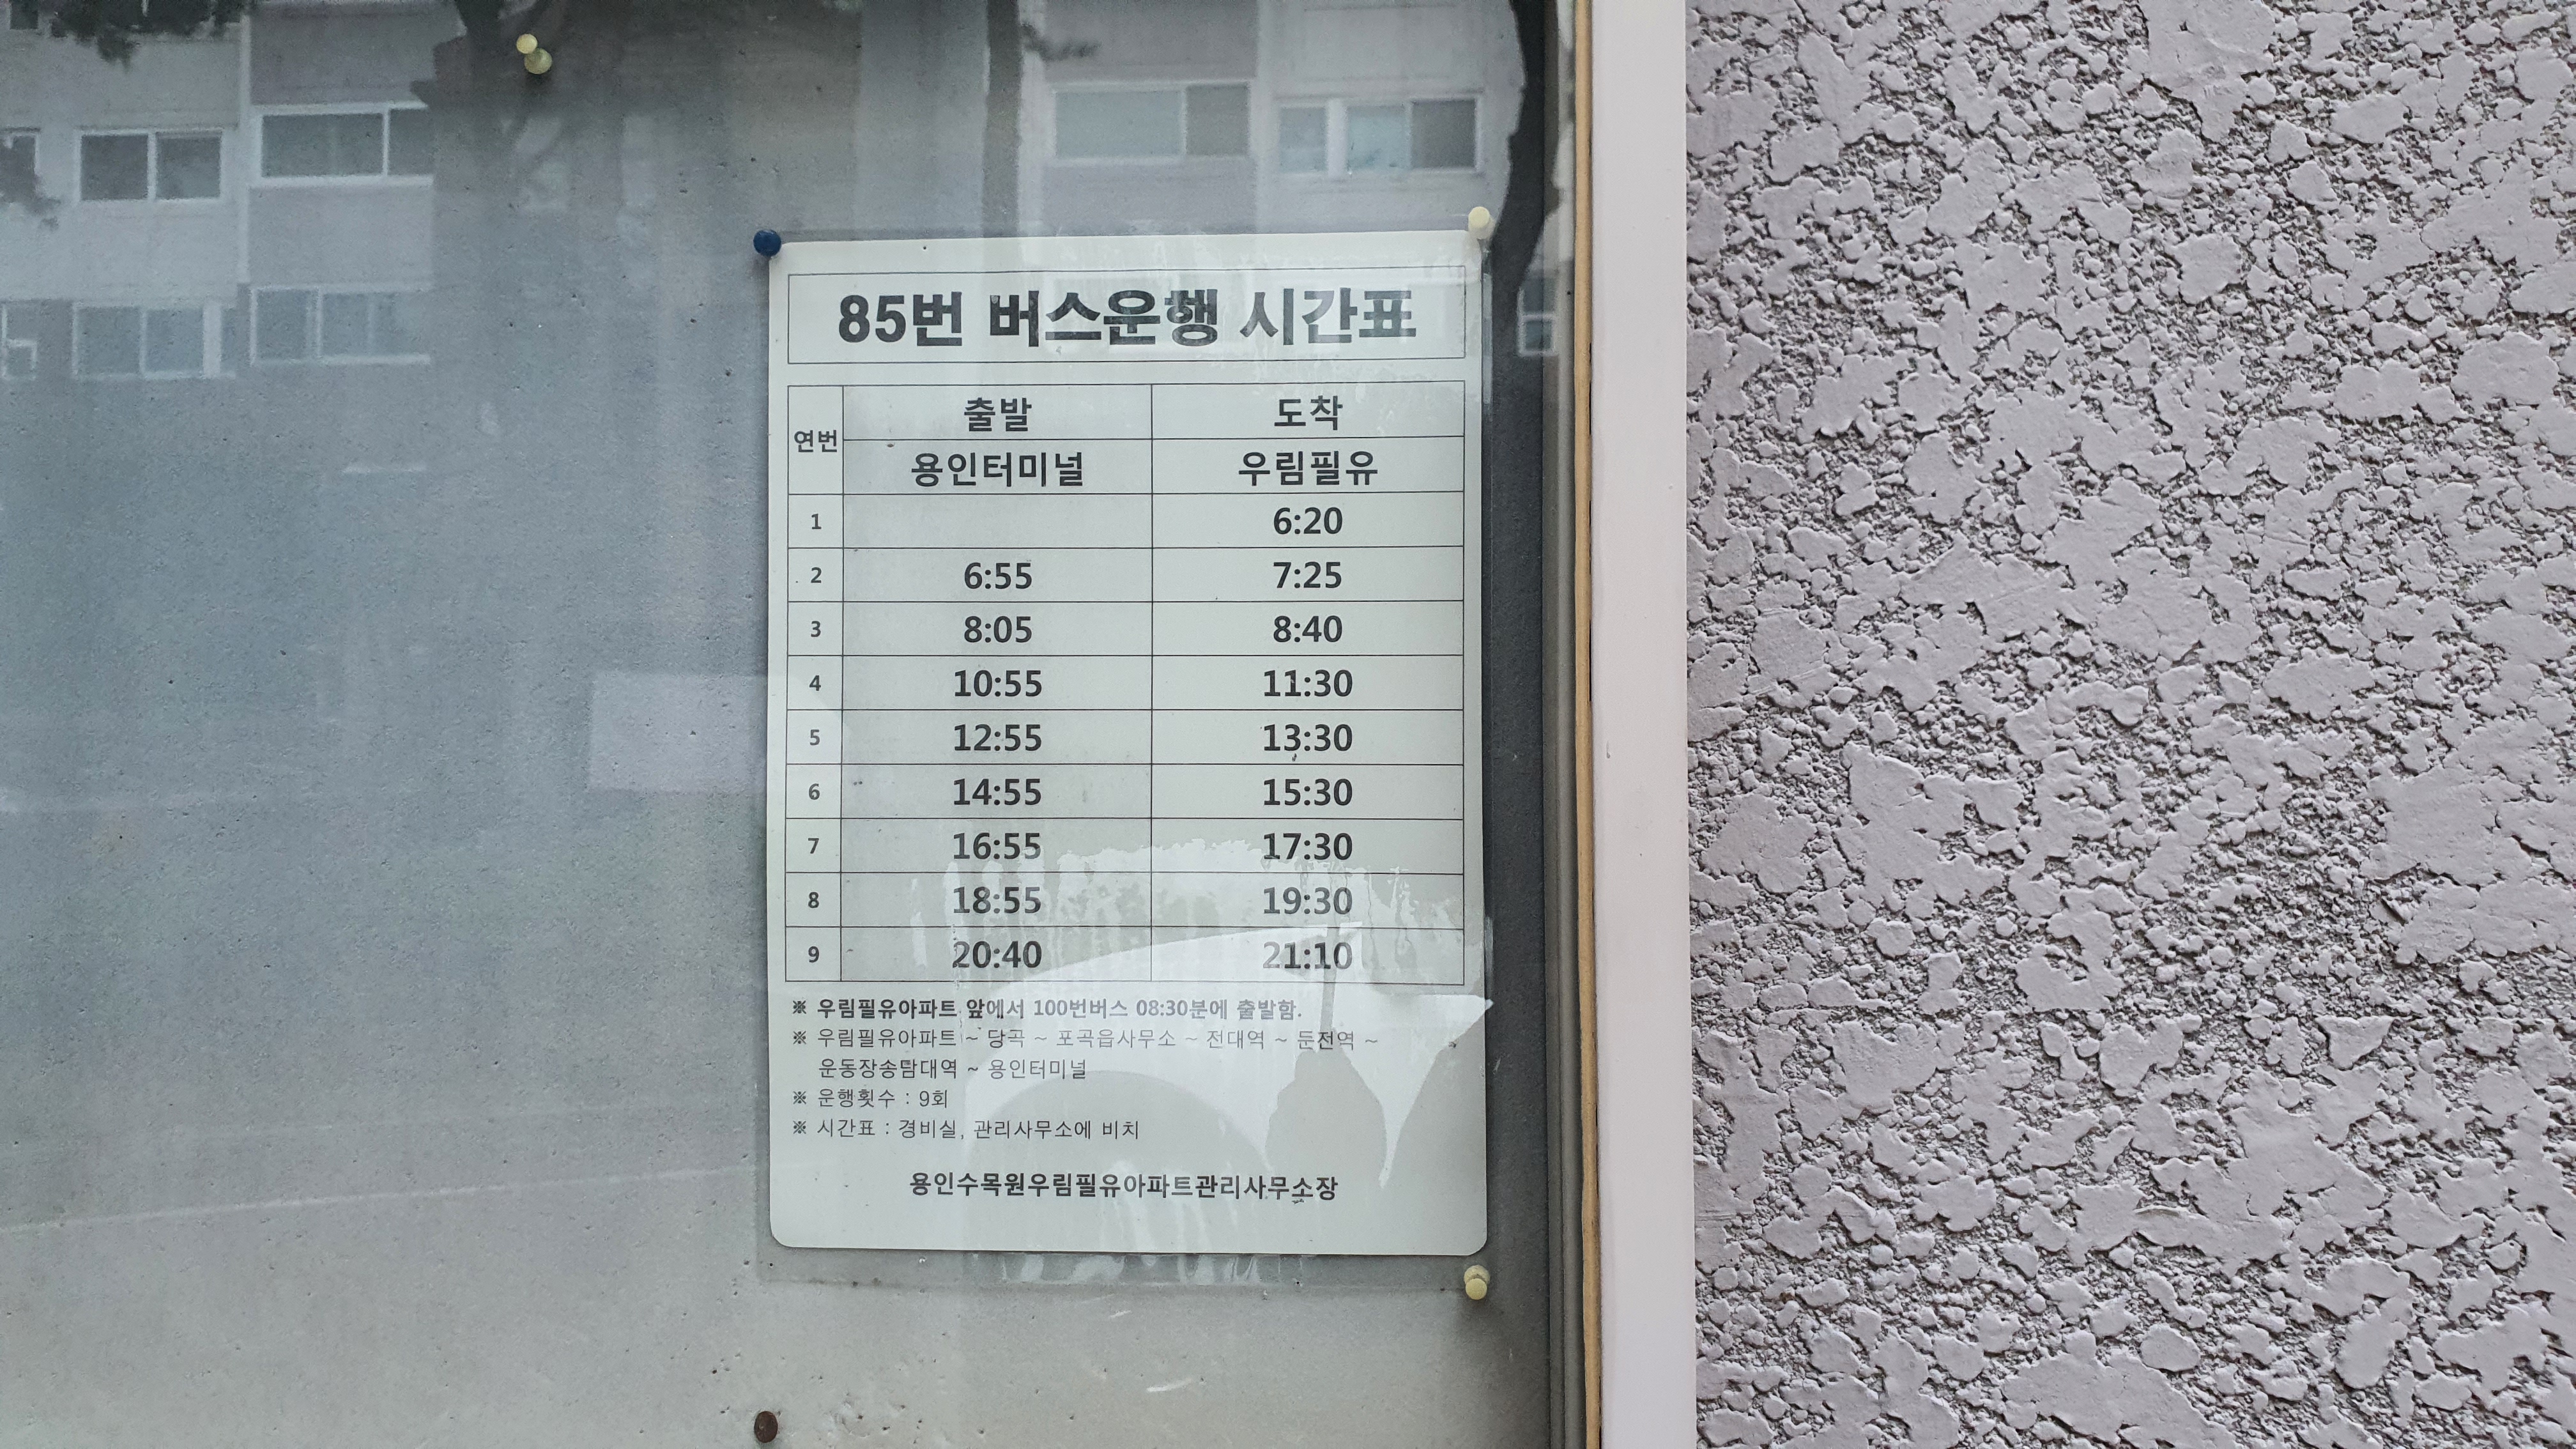 85번 버스운행 시간표
연번 출발 도착
용인터미널 우림필유
1 6:20
2 6:55 7:25
3 8:05 8:40
4 10:55 11:30
5 12:55 13:30
6 14:55 15:30
7 16:55 17:30
8 18:55 19:30
9 20:40 21:10
※ 우림필유아파트 앞에서 100번버스 08:30분에 출발함.
※ 우림필유아파트 ~ 당곡 ~ 포곡읍사무소 ~ 전대역 ~ 둔전역 ~
운동장송담대역 ~ 용인터미널
※ 운행횟수 : 9회
※ 시간표 : 경비실, 관리사무소에 비치
용인수목원우림필유아파트관리사무소장